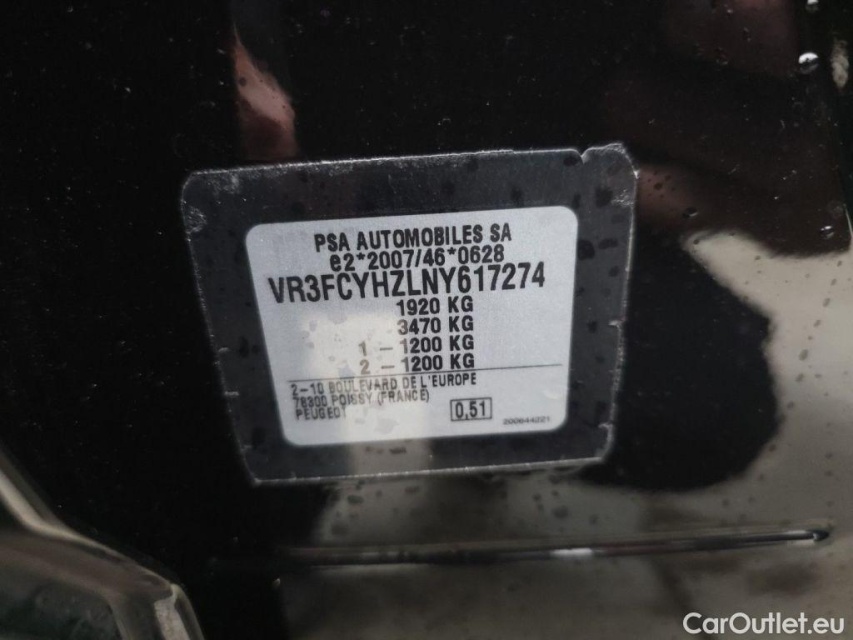 PSA AUTOMOBILES SA
e2*2007/46*0628
VR3FCYHZLNY617274
1920 KG
3470 KG
1 - 1200 KG
2 - 1200 KG
2-10 BOULEVARD DE L'EUROPE
78300 POISSY (FRANCE)
PEUGEOT
0,51
200644221
CarOutlet.eu